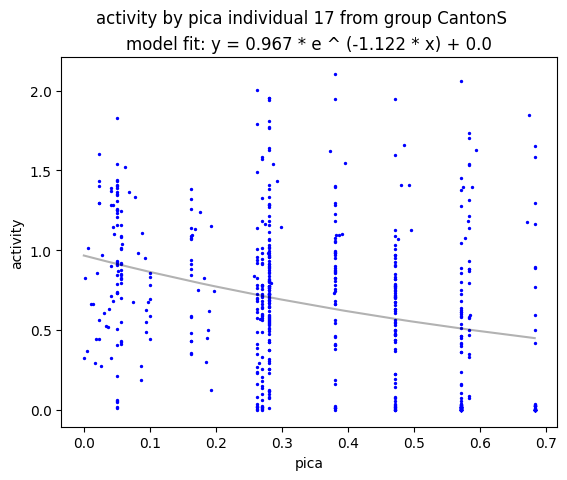 activity by pica individual 17 from group CantonS
model fit: y = 0.967 * e ^ (-1.122 * x) + 0.0
2.0
1.5
activity
1.0
0.5
0.0
0.0 0.1 0.2 0.3 0.4 0.5 0.6 0.7
pica